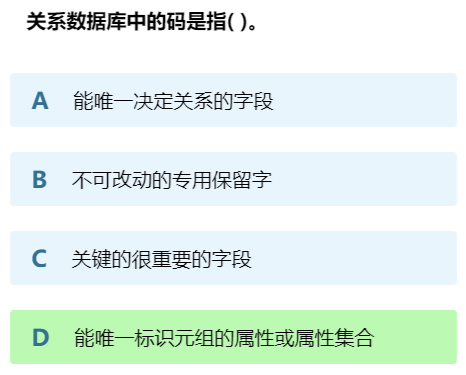 关系数据库中的码是指( )。
A 能唯一决定关系的字段
B 不可改动的专用保留字
C 关键的很重要的字段
D 能唯一标识元组的属性或属性集合